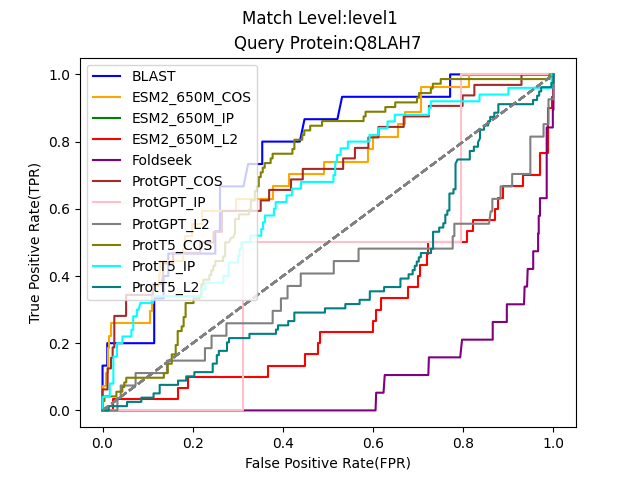 Match Level:level1
Query Protein:Q8LAH7
True Positive Rate(TPR)
1.0
0.8
0.6
0.4
0.2
0.0
BLAST
ESM2_650M_COS
ESM2_650M_IP
ESM2_650M_L2
Foldseek
ProtGPT_COS
ProtGPT_IP
ProtGPT_L2
ProtT5_COS
ProtT5_IP
ProtT5_L2
0.0 0.2 0.4 0.6 0.8 1.0
False Positive Rate(FPR)